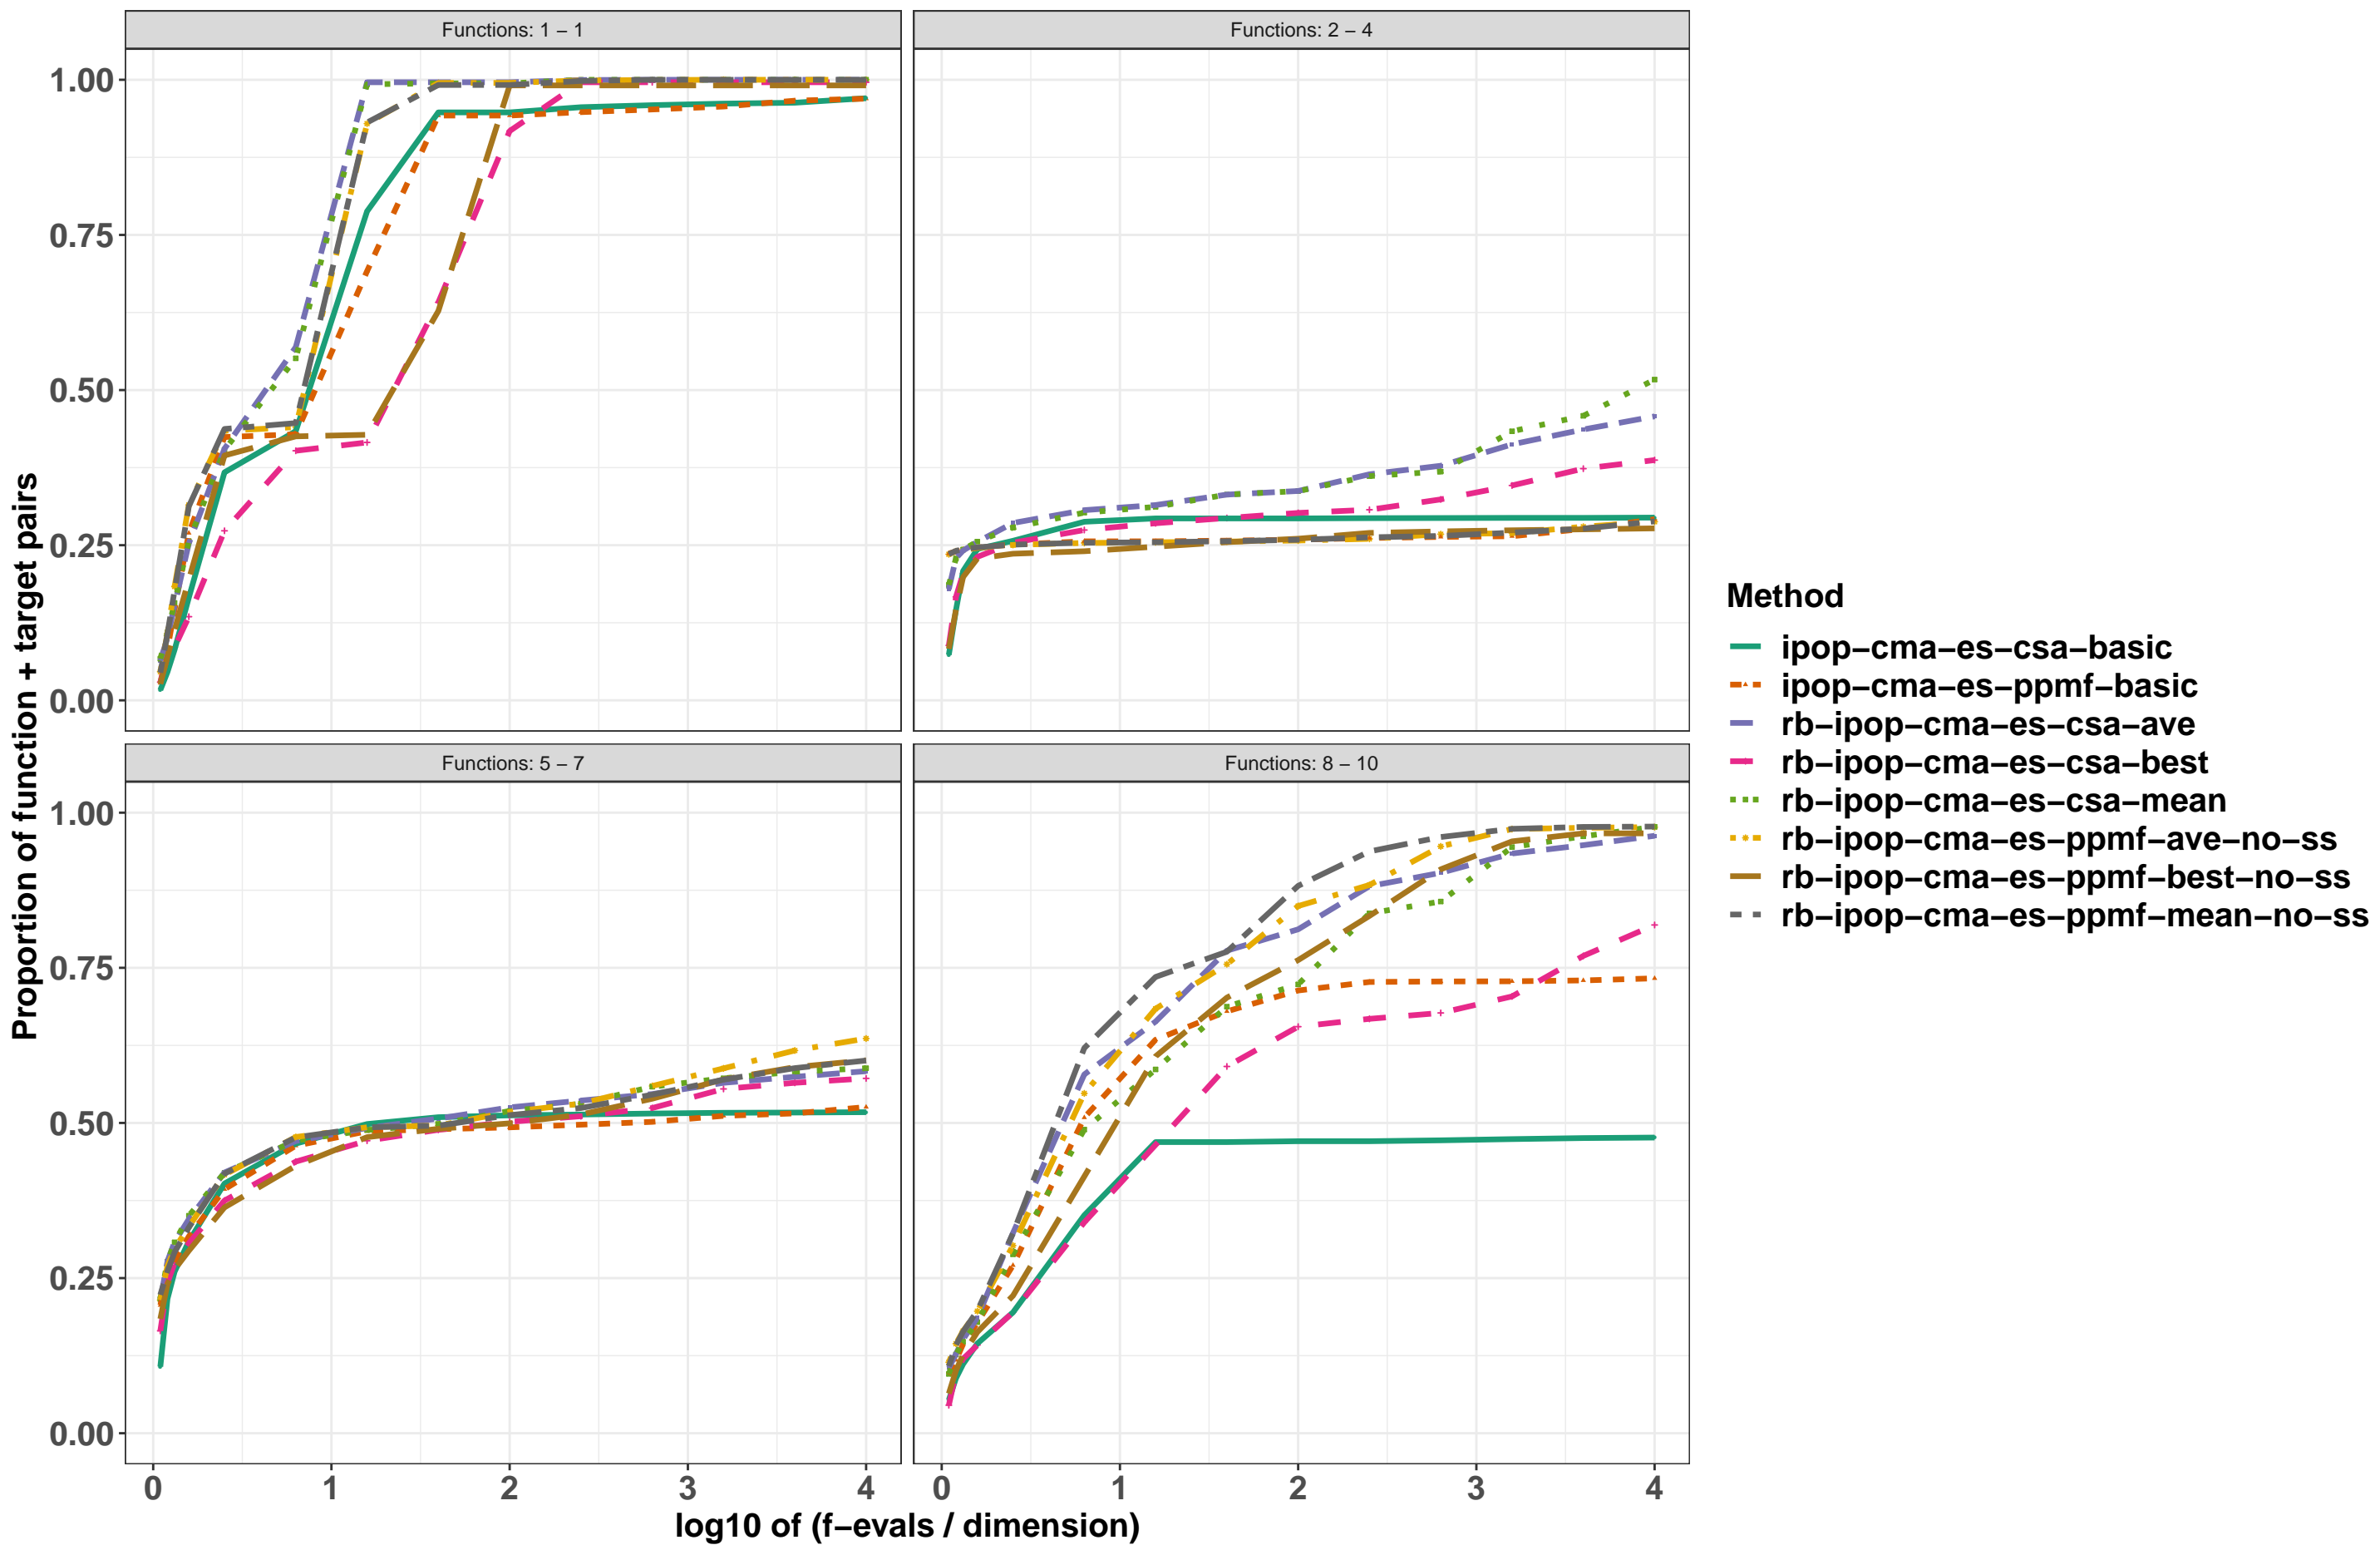 Functions: 1 – 1
Functions: 2 – 4
1.00
0.75
0.50
0.25
0.00
Functions: 5 – 7
Functions: 8 – 10
1.00
0.75
0.50
0.25
0.00
0 1 2 3 4
0 1 2 3 4
log10 of (f–evals / dimension)
Proportion of function + target pairs
Method
ipop–cma–es–csa–basic
ipop–cma–es–ppmf–basic
rb–ipop–cma–es–csa–ave
rb–ipop–cma–es–csa–best
rb–ipop–cma–es–csa–mean
rb–ipop–cma–es–ppmf–ave–no–ss
rb–ipop–cma–es–ppmf–best–no–ss
rb–ipop–cma–es–ppmf–mean–no–ss